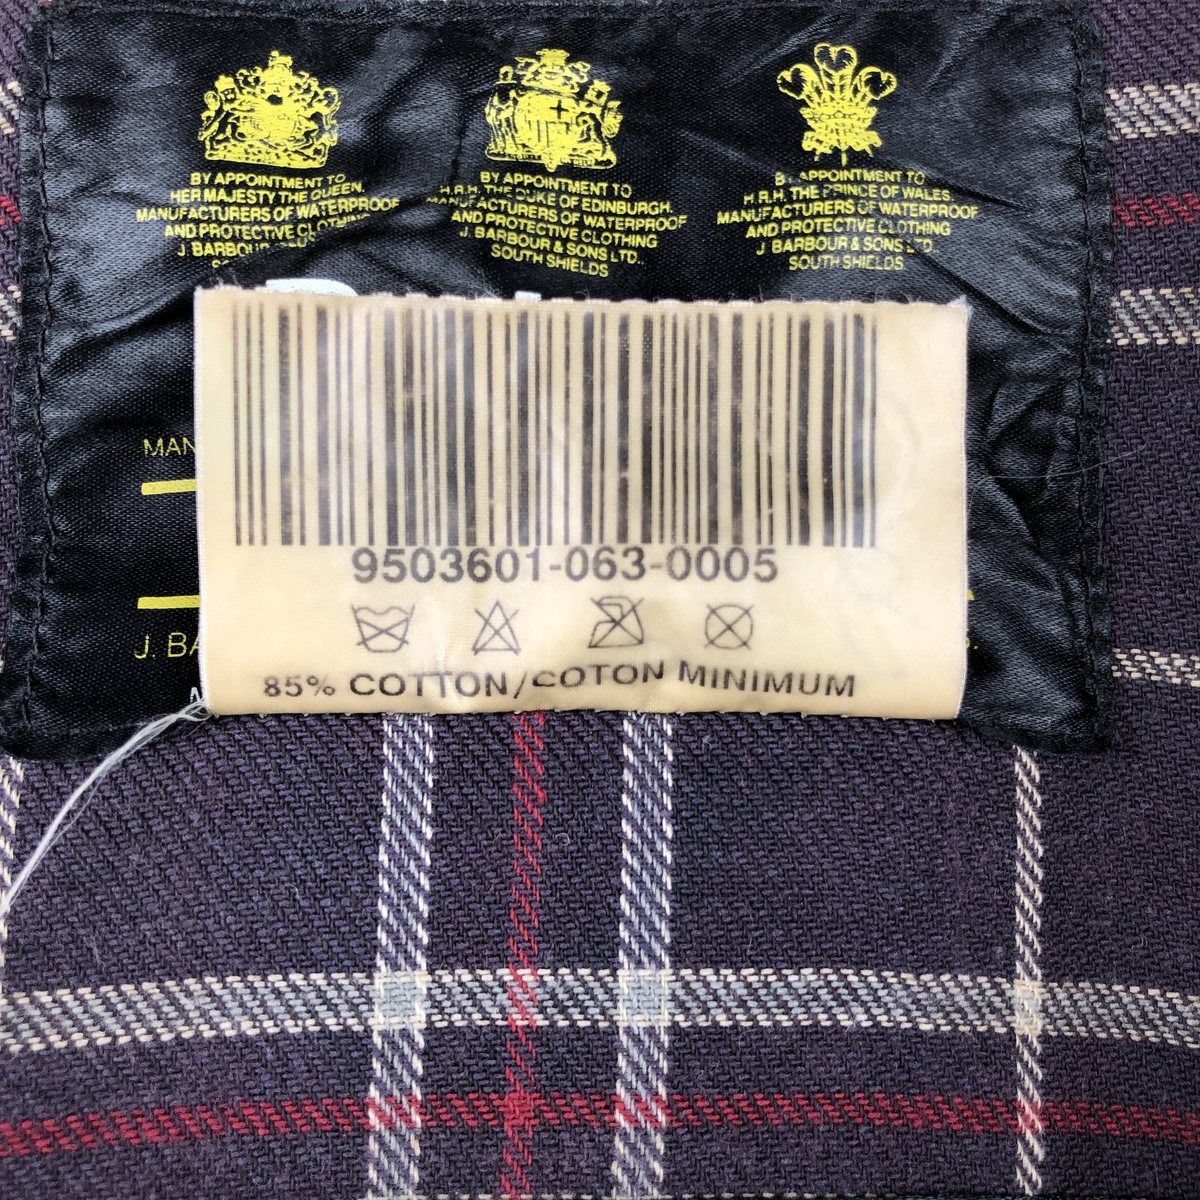 BY APPOINTMENT TO
HER MAJESTY THE QUEEN.
MANUFACTURERS OF WATERPROOF
AND PROTECTIVE CLOTHING
J. BARBOUR
BY APPOINTMENT TO
H.R.H. THE DUKE OF EDINBURGH.
MANUFACTURERS OF WATERPROOF
AND PROTECTIVE CLOTHING
J. BARBOUR & SONS LTD.,
SOUTH SHIELDS
BY APPOINTMENT TO
H.R.H. THE PRINCE OF WALES.
MANUFACTURERS OF WATERPROOF
AND PROTECTIVE CLOTHING
J. BARBOUR & SONS LTD.
SOUTH SHIELDS
MAN
9503601-063-0005
J. BA
85% COTTON/COTON MINIMUM